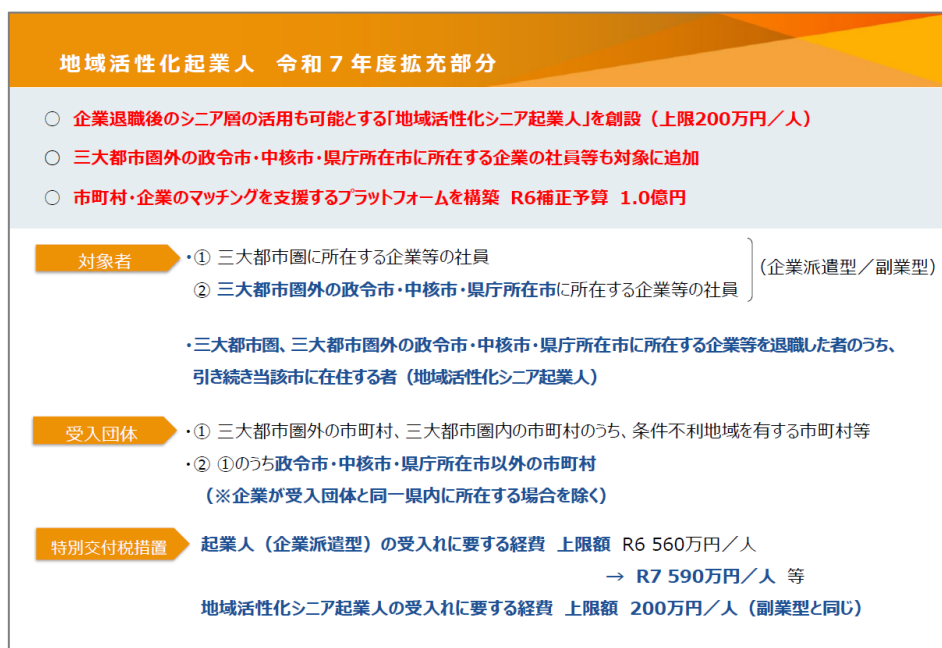 地域活性化起業人 令和７年度拡充部分
○ 企業退職後のシニア層の活用も可能とする「地域活性化シニア起業人」を創設（上限200万円／人）
○ 三大都市圏外の政令市・中核市・県庁所在市に所在する企業の社員等も対象に追加
○ 市町村・企業のマッチングを支援するプラットフォームを構築 R6補正予算 1.0億円
対象者
・① 三大都市圏に所在する企業等の社員
② 三大都市圏外の政令市・中核市・県庁所在市に所在する企業等の社員
（企業派遣型／副業型）
・三大都市圏、三大都市圏外の政令市・中核市・県庁所在市に所在する企業等を退職した者のうち、
引き続き当該市に在住する者（地域活性化シニア起業人）
受入団体
・① 三大都市圏外の市町村、三大都市圏内の市町村のうち、条件不利地域を有する市町村等
・② ①のうち政令市・中核市・県庁所在市以外の市町村
（※企業が受入団体と同一県内に所在する場合を除く）
特別交付税措置
起業人（企業派遣型）の受入れに要する経費 上限額 R6 560万円／人
→ R7 590万円／人 等
地域活性化シニア起業人の受入れに要する経費 上限額 200万円／人（副業型と同じ）